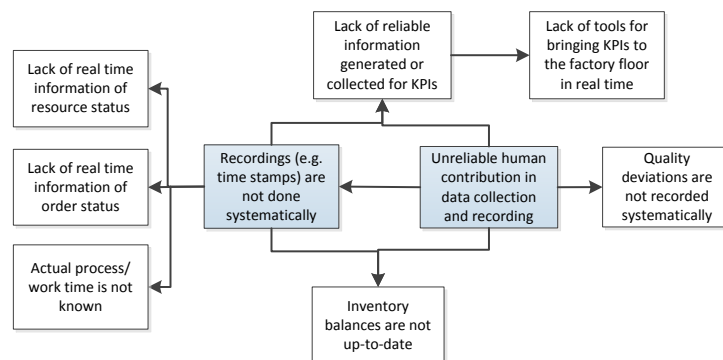 Lack of reliable
information
generated or
collected for KPIs
Lack of tools for
bringing KPIs to
the factory floor
in real time
Lack of real time
information of
resource status
Recordings (e.g.
time stamps) are
not done
systematically
Unreliable human
contribution in
data collection
and recording
Quality
deviations are
not recorded
systematically
Lack of real time
information of
order status
Actual process/
work time is not
known
Inventory
balances are not
up-to-date